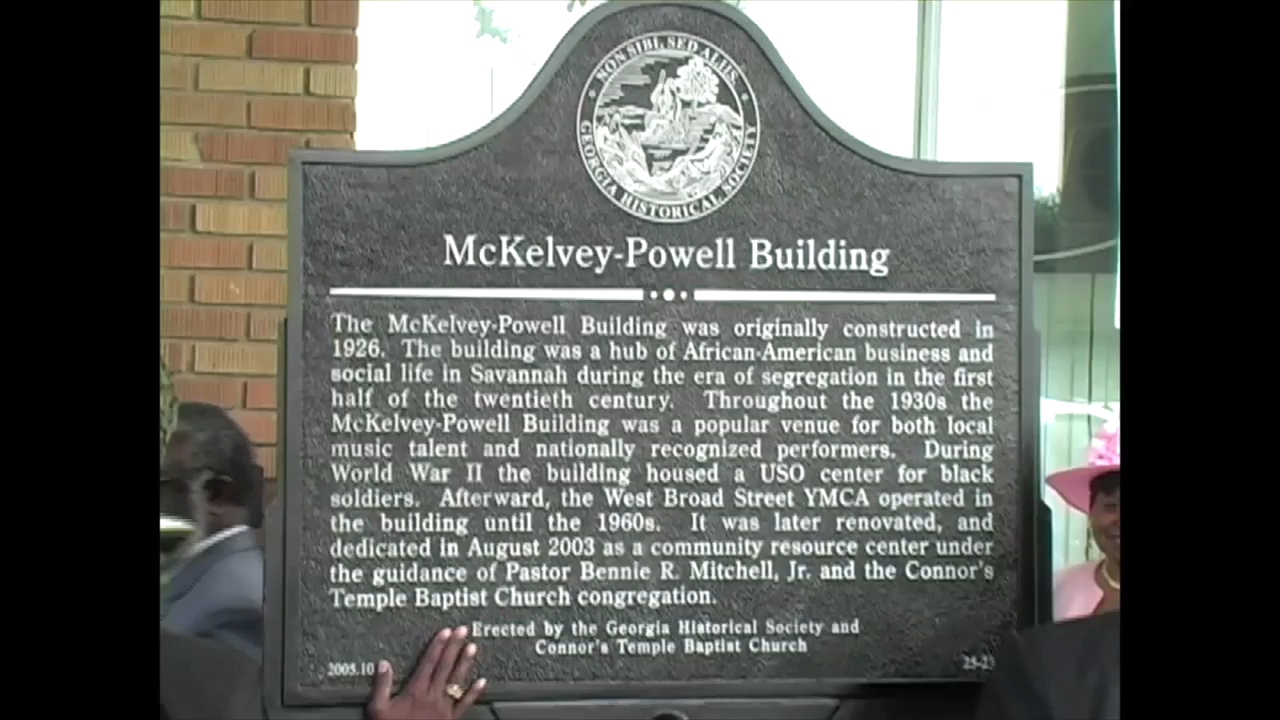 NON SIBI, SED ALIIS
GEORGIA HISTORICAL SOCIETY
McKelvey-Powell Building
The McKelvey-Powell Building was originally constructed in
1926. The building was a hub of African-American business and
social life in Savannah during the era of segregation in the first
half of the twentieth century. Throughout the 1930s the
McKelvey-Powell Building was a popular venue for both local
music talent and nationally recognized performers. During
World War II the building housed a USO center for black
soldiers. Afterward, the West Broad Street YMCA operated in
the building until the 1960s. It was later renovated, and
dedicated in August 2003 as a community resource center under
the guidance of Pastor Bennie R. Mitchell, Jr. and the Connor's
Temple Baptist Church congregation.
Erected by the Georgia Historical Society and
Connor's Temple Baptist Church
2005.10